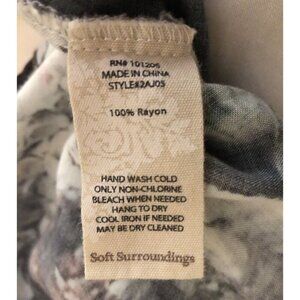 RN# 101206
MADE IN CHINA
STYLE#2AJ05
100% Rayon
HAND WASH COLD
ONLY NON-CHLORINE
BLEACH WHEN NEEDED
HANG TO DRY
COOL IRON IF NEEDED
MAY BE DRY CLEANED
Soft Surroundings